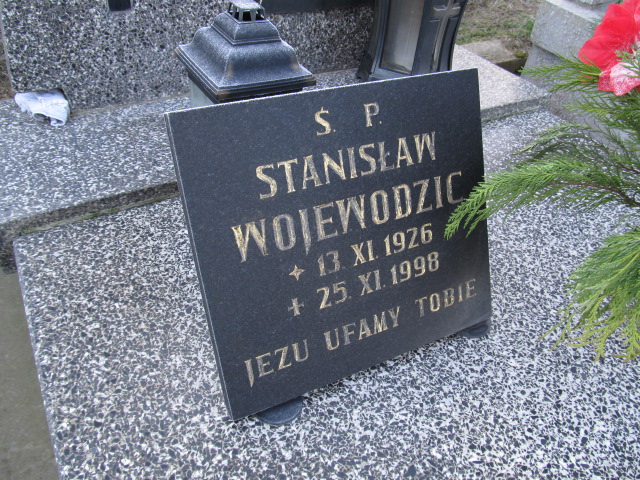 Ś. P.
STANISŁAW
WOJEWODZIC
✦ 13. XI. 1926
+ 25. XI. 1998
JEZU UFAMY TOBIE